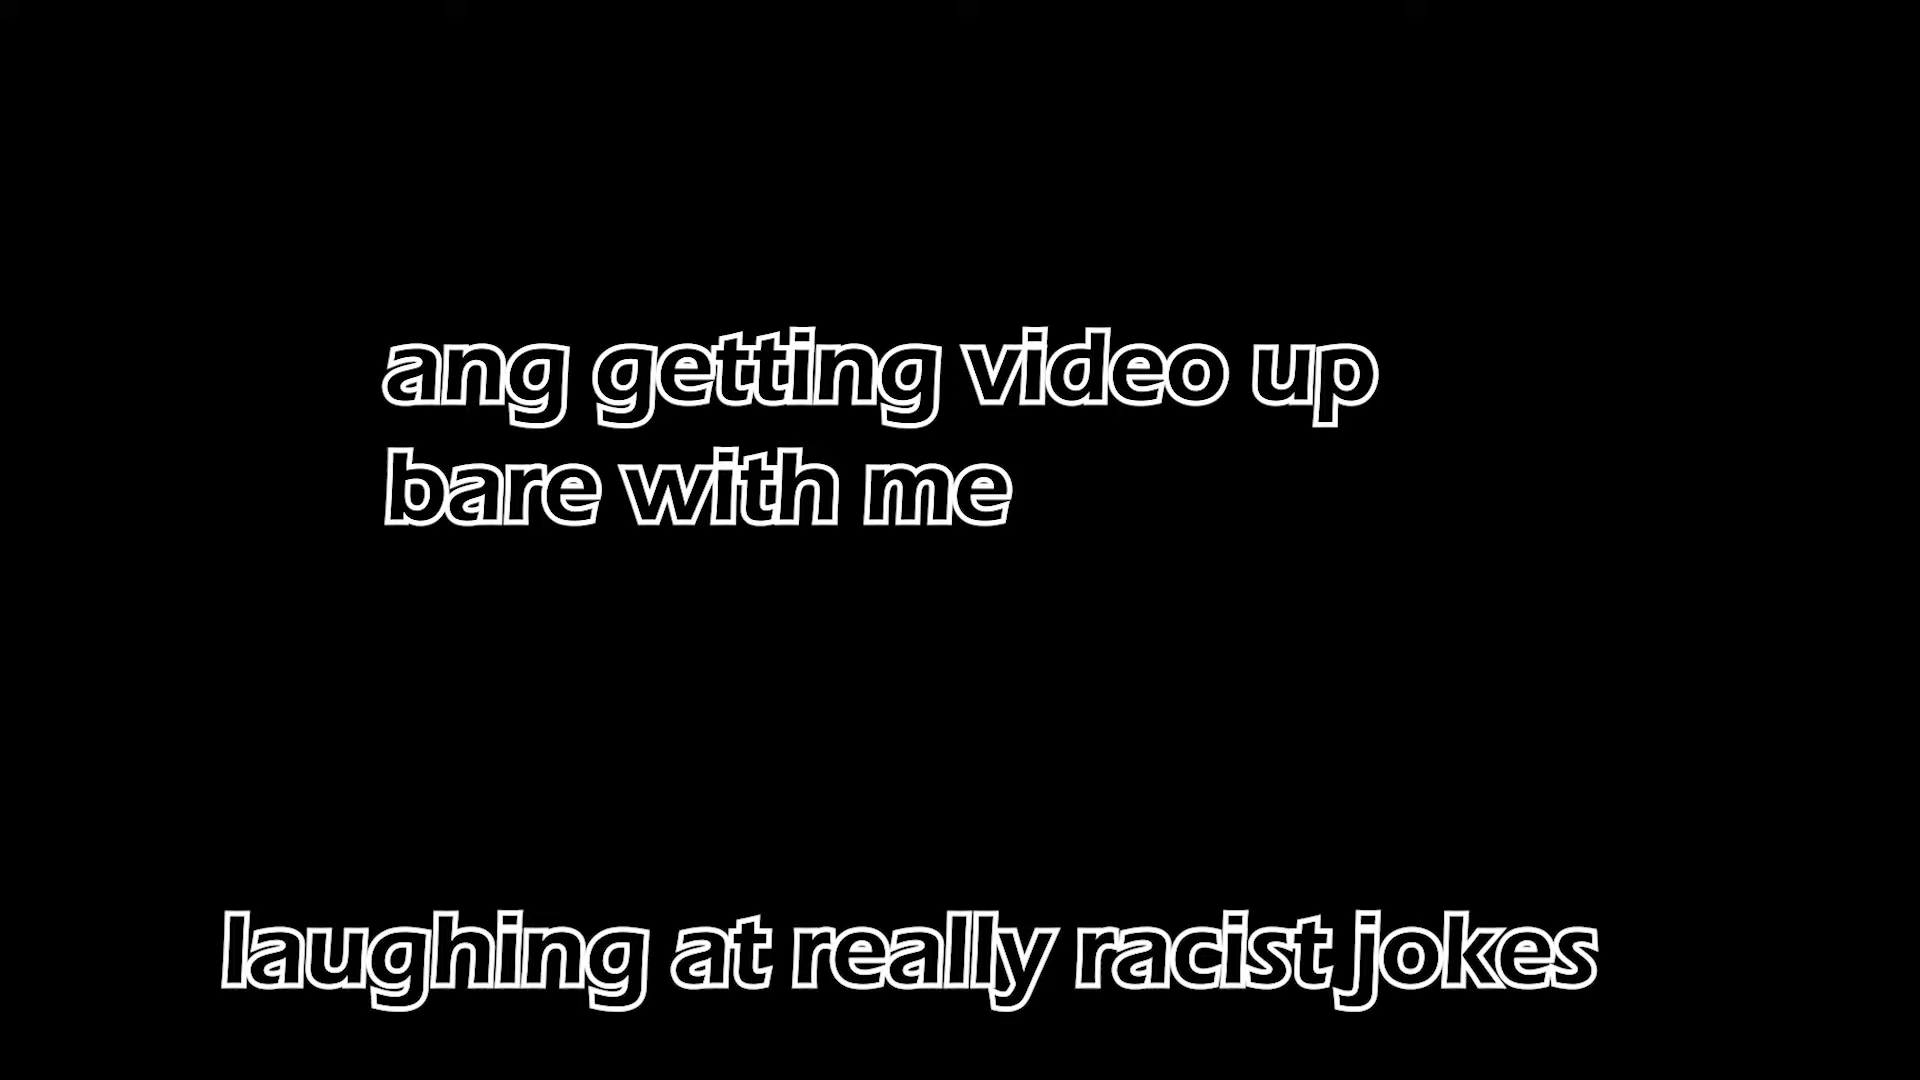 ang getting video up
bare with me
laughing at really racist jokes